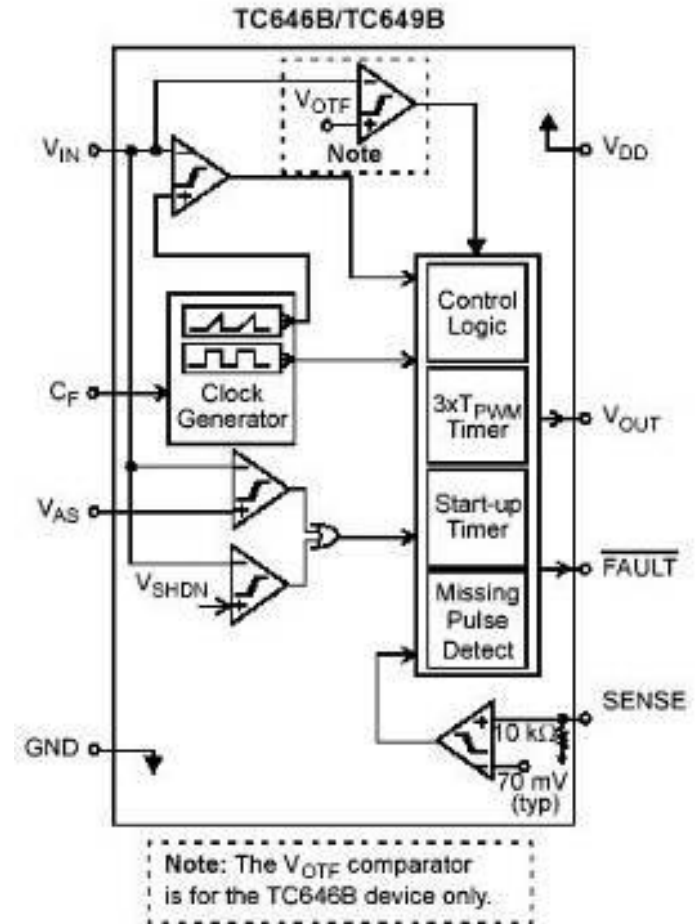 TC646B/TC649B
VOTF
Note
VIN
VDD
Control
Logic
Clock
Generator
CF
3xTPWM
Timer
VOUT
VAS
Start-up
Timer
VSHDN
FAULT
Missing
Pulse
Detect
SENSE
10 kΩ
GND
70 mV
(typ)
Note: The VOTF comparator
is for the TC646B device only.